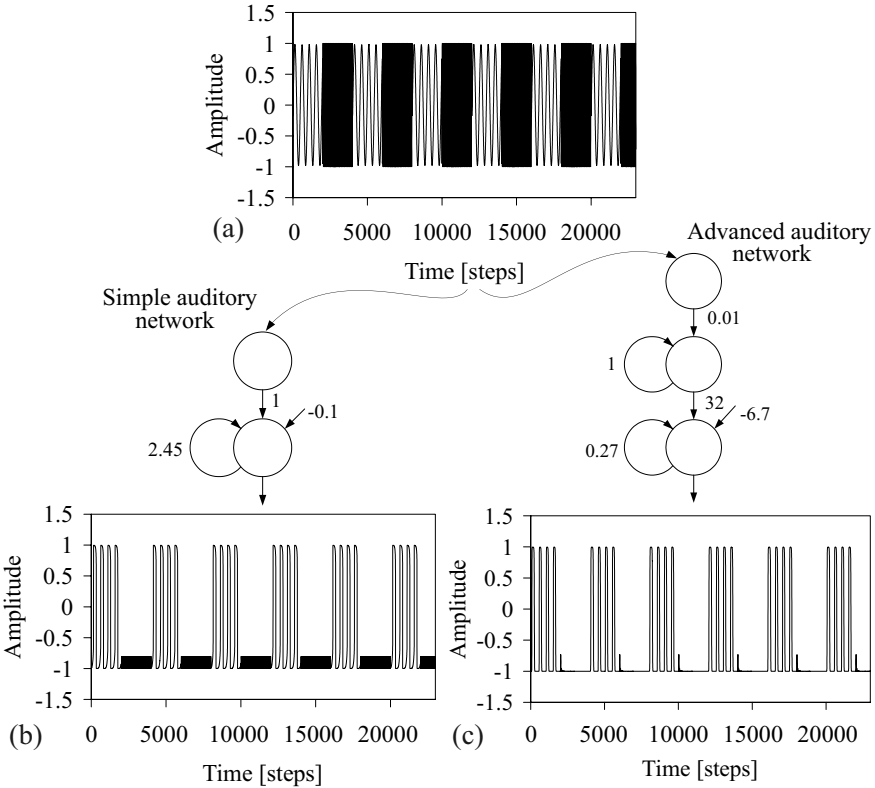 1.5
1
0.5
0
-0.5
-1
-1.5
Amplitude
0 5000 10000 15000 20000
Time [steps]
(a)
Simple auditory
network
1
-0.1
2.45
Advanced auditory
network
0.01
1
32
-6.7
0.27
1.5
1
0.5
0
-0.5
-1
-1.5
Amplitude
0 5000 10000 15000 20000
Time [steps]
(b)
1.5
1
0.5
0
-0.5
-1
-1.5
Amplitude
0 5000 10000 15000 20000
Time [steps]
(c)